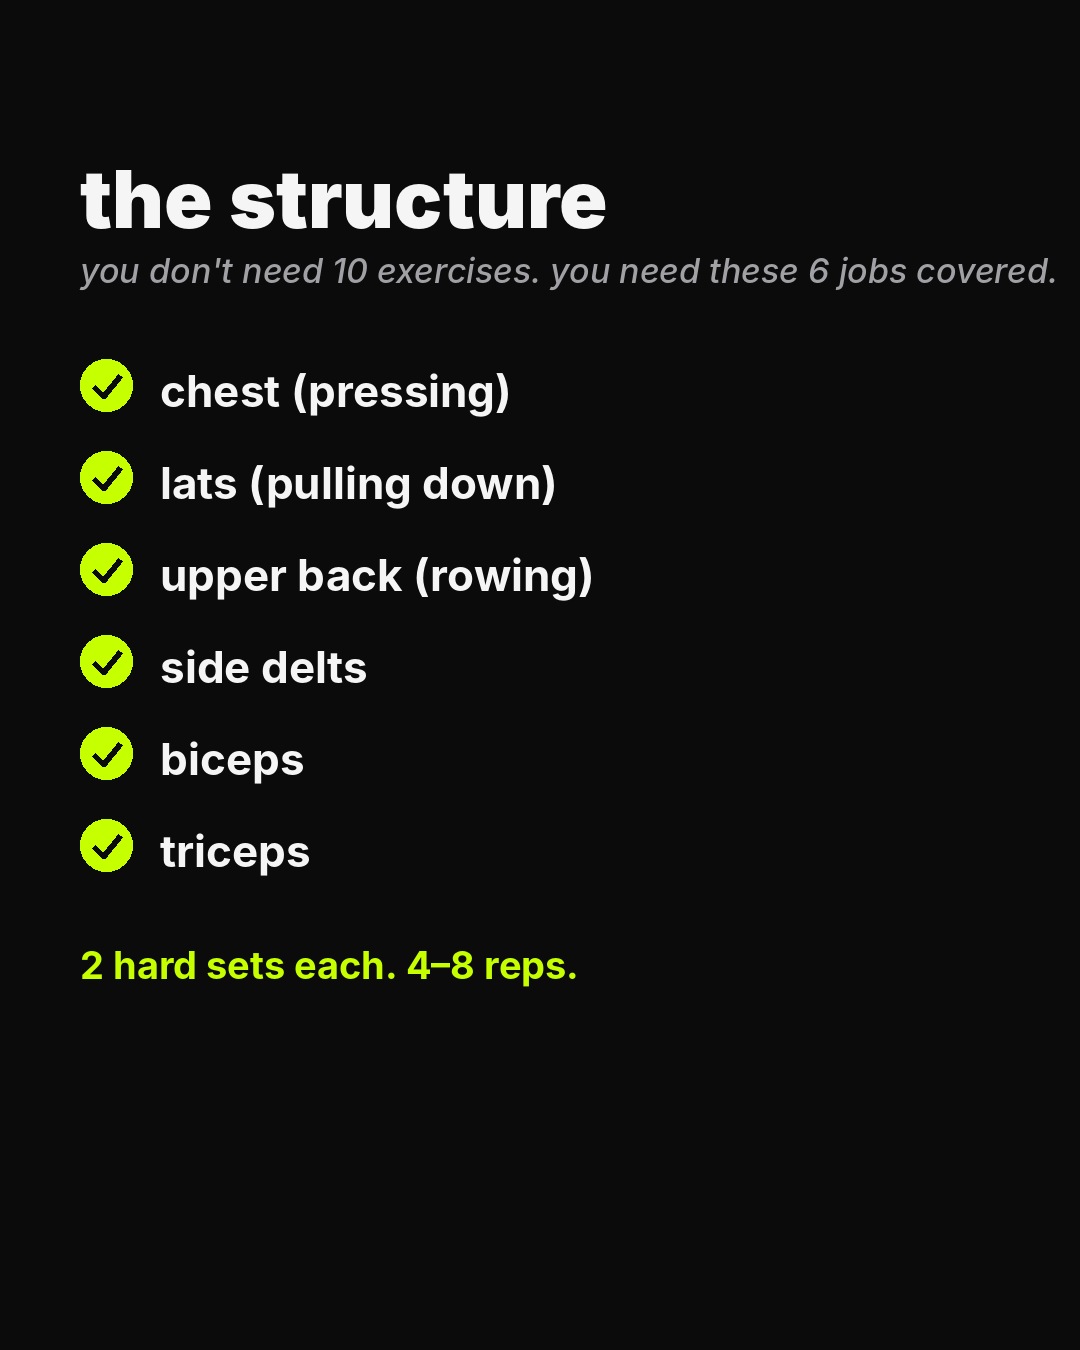 the structure
you don't need 10 exercises. you need these 6 jobs covered.
chest (pressing)
lats (pulling down)
upper back (rowing)
side delts
biceps
triceps
2 hard sets each. 4–8 reps.